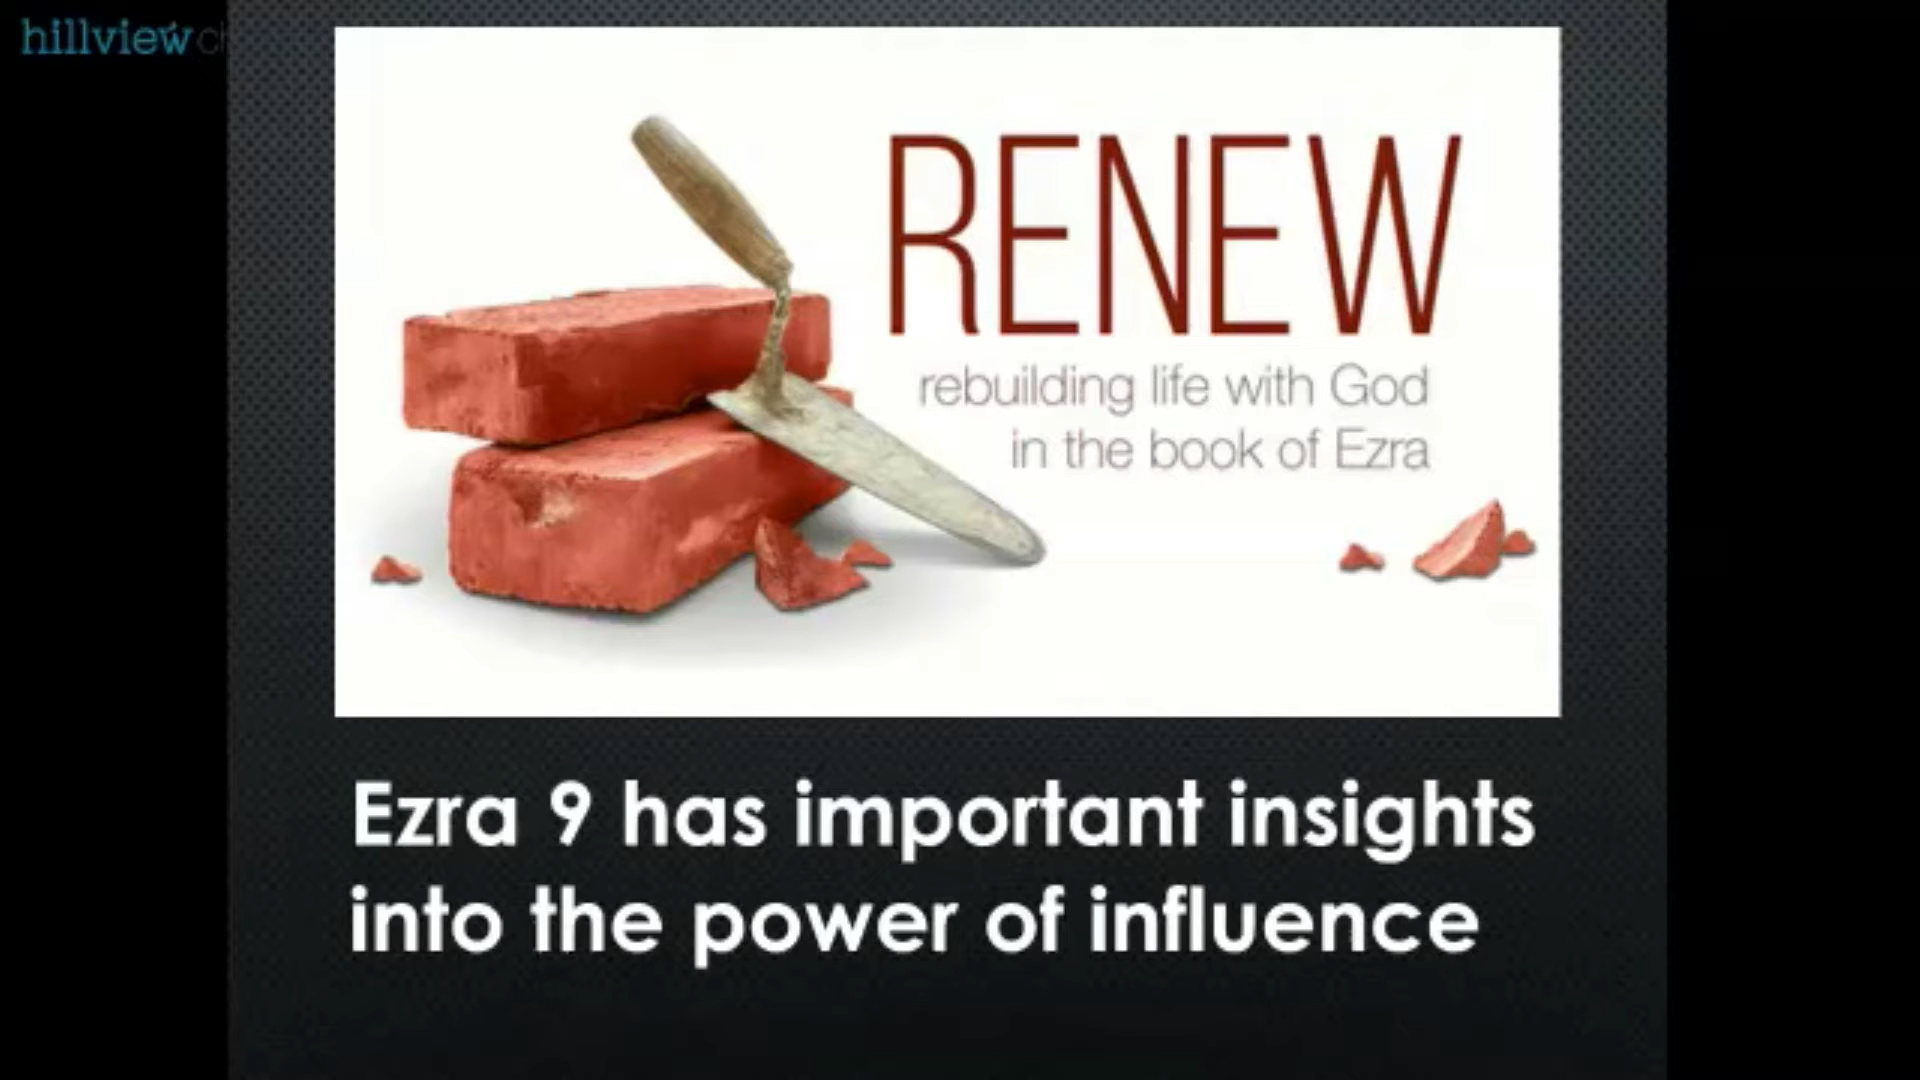 hillview
RENEW
rebuilding life with God
in the book of Ezra
Ezra 9 has important insights
into the power of influence